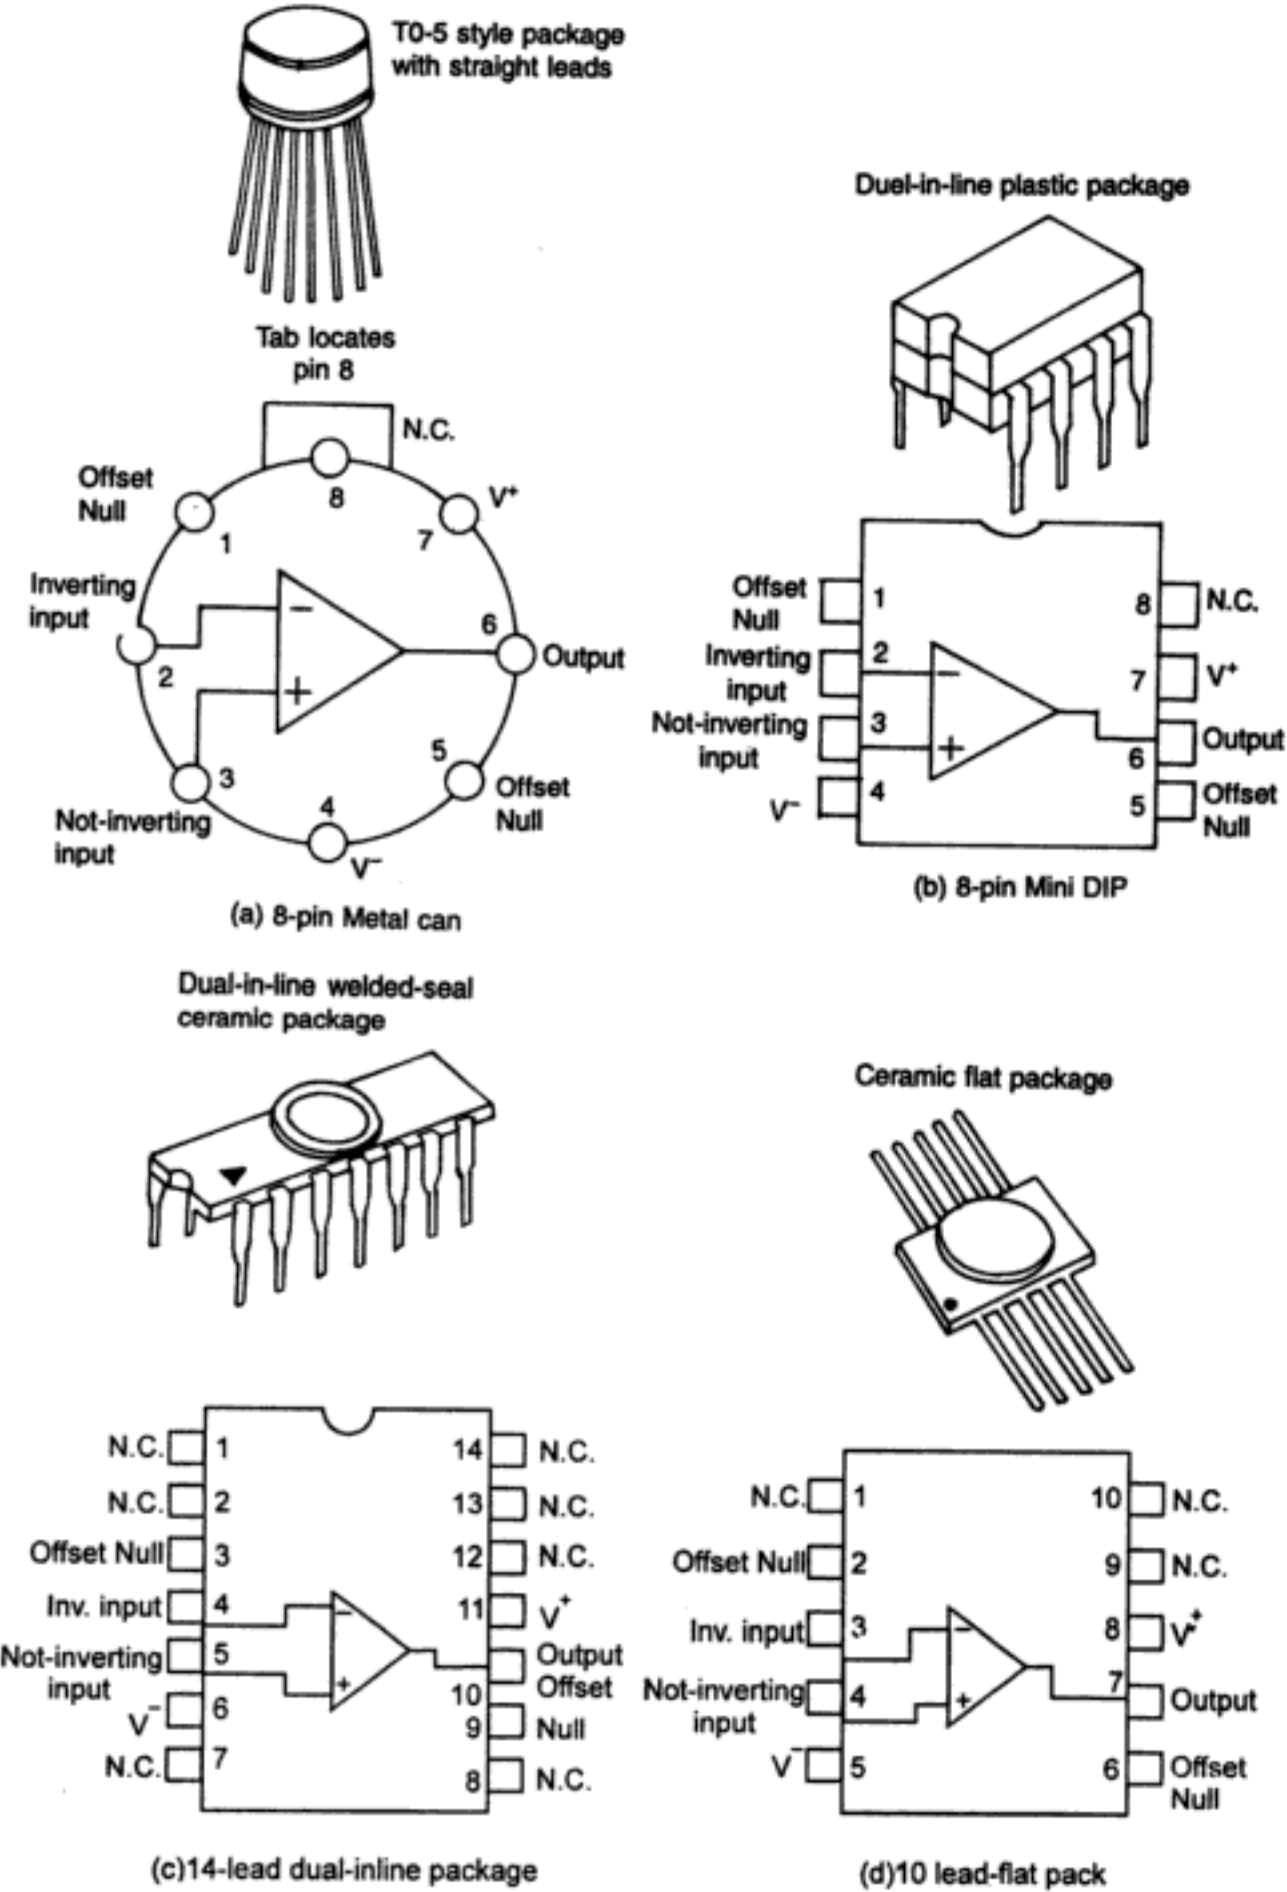 T0-5 style package
with straight leads
Tab locates
pin 8
N.C.
Offset
Null
8
V+
1
7
Inverting
input
−
6
2
Output
+
5
3
Offset
Null
4
Not-inverting
input
V−
(a) 8-pin Metal can
Duel-in-line plastic package
Offset
Null
1
8
N.C.
Inverting
input
2
−
7
V+
Not-inverting
input
3
+
Output
6
V−
4
5
Offset
Null
(b) 8-pin Mini DIP
Dual-in-line welded-seal
ceramic package
N.C. 1
14 N.C.
N.C. 2
13 N.C.
Offset Null 3
12 N.C.
Inv. input 4
−
11 V+
Not-inverting
input
5
+
Output
Offset
10
V− 6
9 Null
N.C. 7
8 N.C.
(c)14-lead dual-inline package
Ceramic flat package
N.C. 1
10 N.C.
Offset Null 2
9 N.C.
Inv. input 3
−
8 V+
Not-inverting
input
4
+
7
Output
V− 5
6 Offset
Null
(d)10 lead-flat pack